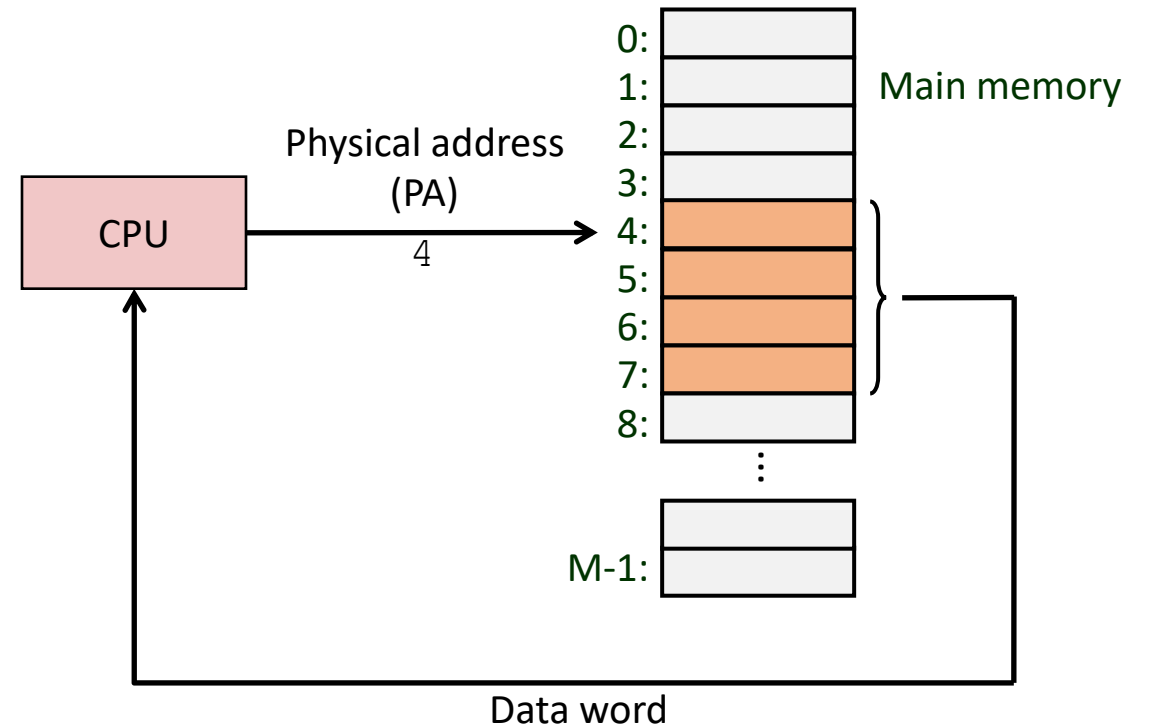 0:
1:
Main memory
2:
Physical address
(PA)
3:
CPU
4:
4
5:
6:
7:
8:
⋮
M-1:
Data word